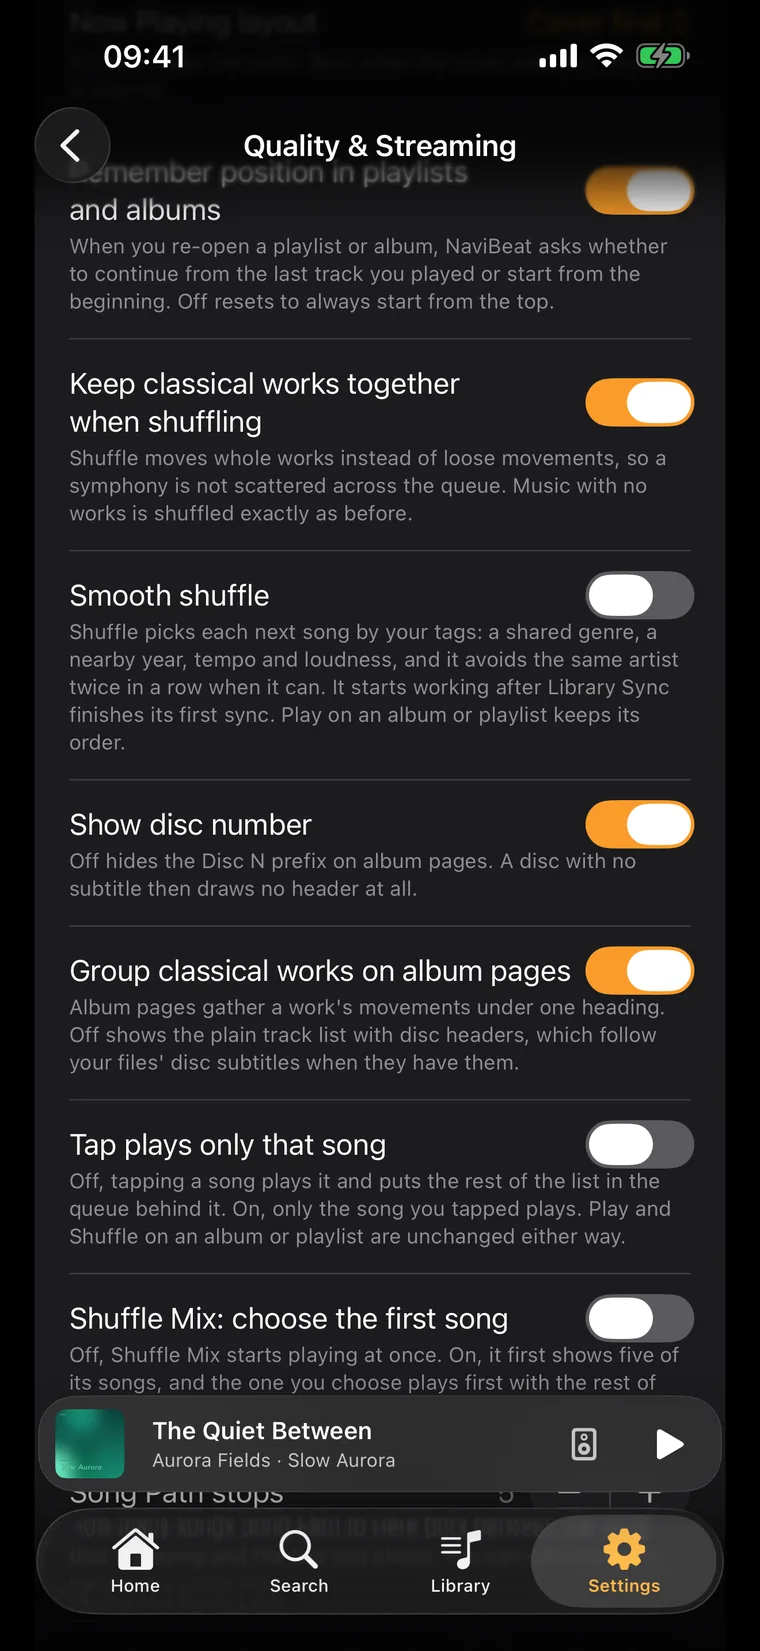 Now Playing layout
09:41
Quality & Streaming
Remember position in playlists
and albums
When you re-open a playlist or album, NaviBeat asks whether
to continue from the last track you played or start from the
beginning. Off resets to always start from the top.
Keep classical works together
when shuffling
Shuffle moves whole works instead of loose movements, so a
symphony is not scattered across the queue. Music with no
works is shuffled exactly as before.
Smooth shuffle
Shuffle picks each next song by your tags: a shared genre, a
nearby year, tempo and loudness, and it avoids the same artist
twice in a row when it can. It starts working after Library Sync
finishes its first sync. Play on an album or playlist keeps its
order.
Show disc number
Off hides the Disc N prefix on album pages. A disc with no
subtitle then draws no header at all.
Group classical works on album pages
Album pages gather a work's movements under one heading.
Off shows the plain track list with disc headers, which follow
your files' disc subtitles when they have them.
Tap plays only that song
Off, tapping a song plays it and puts the rest of the list in the
queue behind it. On, only the song you tapped plays. Play and
Shuffle on an album or playlist are unchanged either way.
Shuffle Mix: choose the first song
Off, Shuffle Mix starts playing at once. On, it first shows five of
its songs, and the one you choose plays first with the rest of
The Quiet Between
Aurora Fields · Slow Aurora
Slow Aurora
Song Path stops
5
Home
Search
Library
Settings